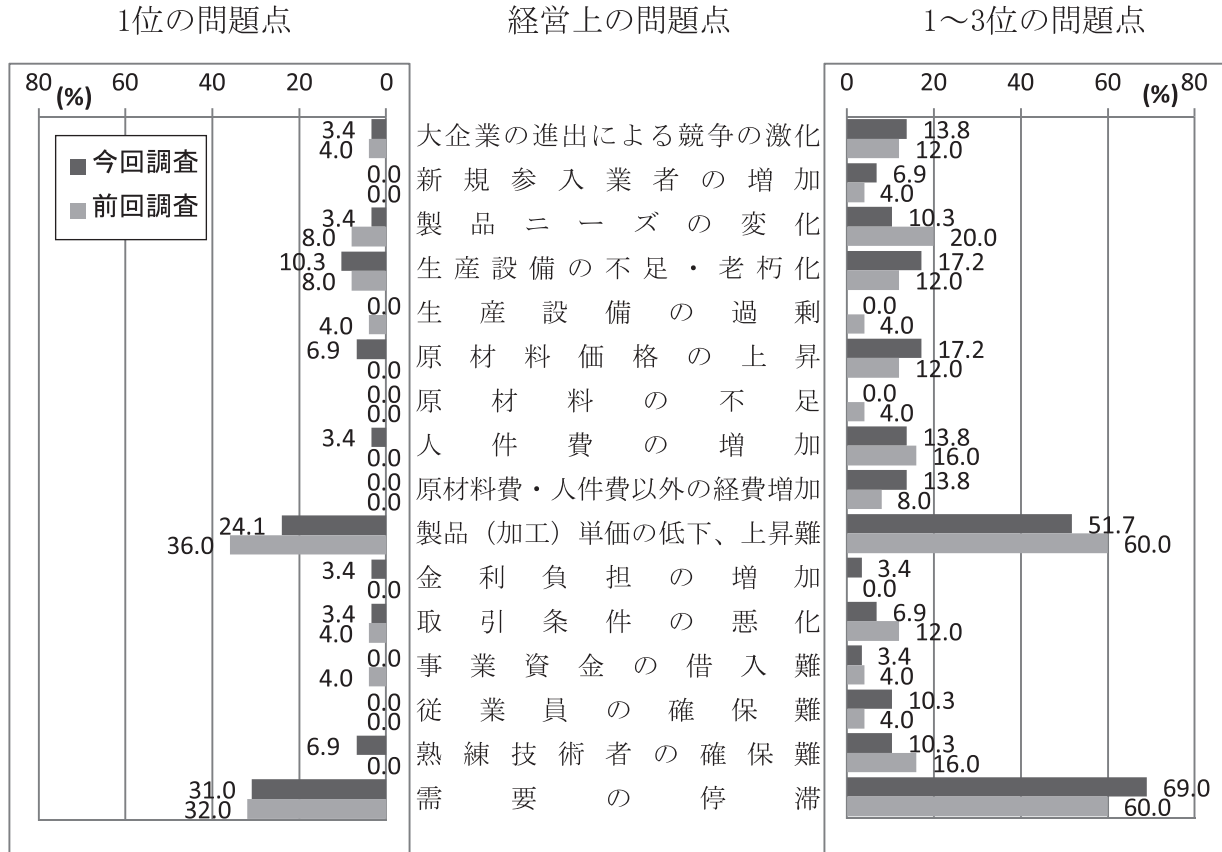 1位の問題点 経営上の問題点 1～3位の問題点
80 60 40 20 0 0 20 40 60 80
(%) (%)
今回調査
前回調査
3.4 大企業の進出による競争の激化 13.8
4.0 12.0
0.0 新規参入業者の増加 6.9
0.0 4.0
3.4 製品ニーズの変化 10.3
8.0 20.0
10.3 生産設備の不足・老朽化 17.2
8.0 12.0
0.0 生産設備の過剰 0.0
4.0 4.0
6.9 原材料価格の上昇 17.2
0.0 12.0
0.0 原材料の不足 0.0
0.0 4.0
3.4 人件費の増加 13.8
0.0 16.0
0.0 原材料費・人件費以外の経費増加 13.8
0.0 8.0
24.1 製品（加工）単価の低下、上昇難 51.7
36.0 60.0
3.4 金利負担の増加 3.4
0.0 0.0
3.4 取引条件の悪化 6.9
4.0 12.0
0.0 事業資金の借入難 3.4
4.0 4.0
0.0 従業員の確保難 10.3
0.0 4.0
6.9 熟練技術者の確保難 10.3
0.0 16.0
31.0 需要の停滞 69.0
32.0 60.0